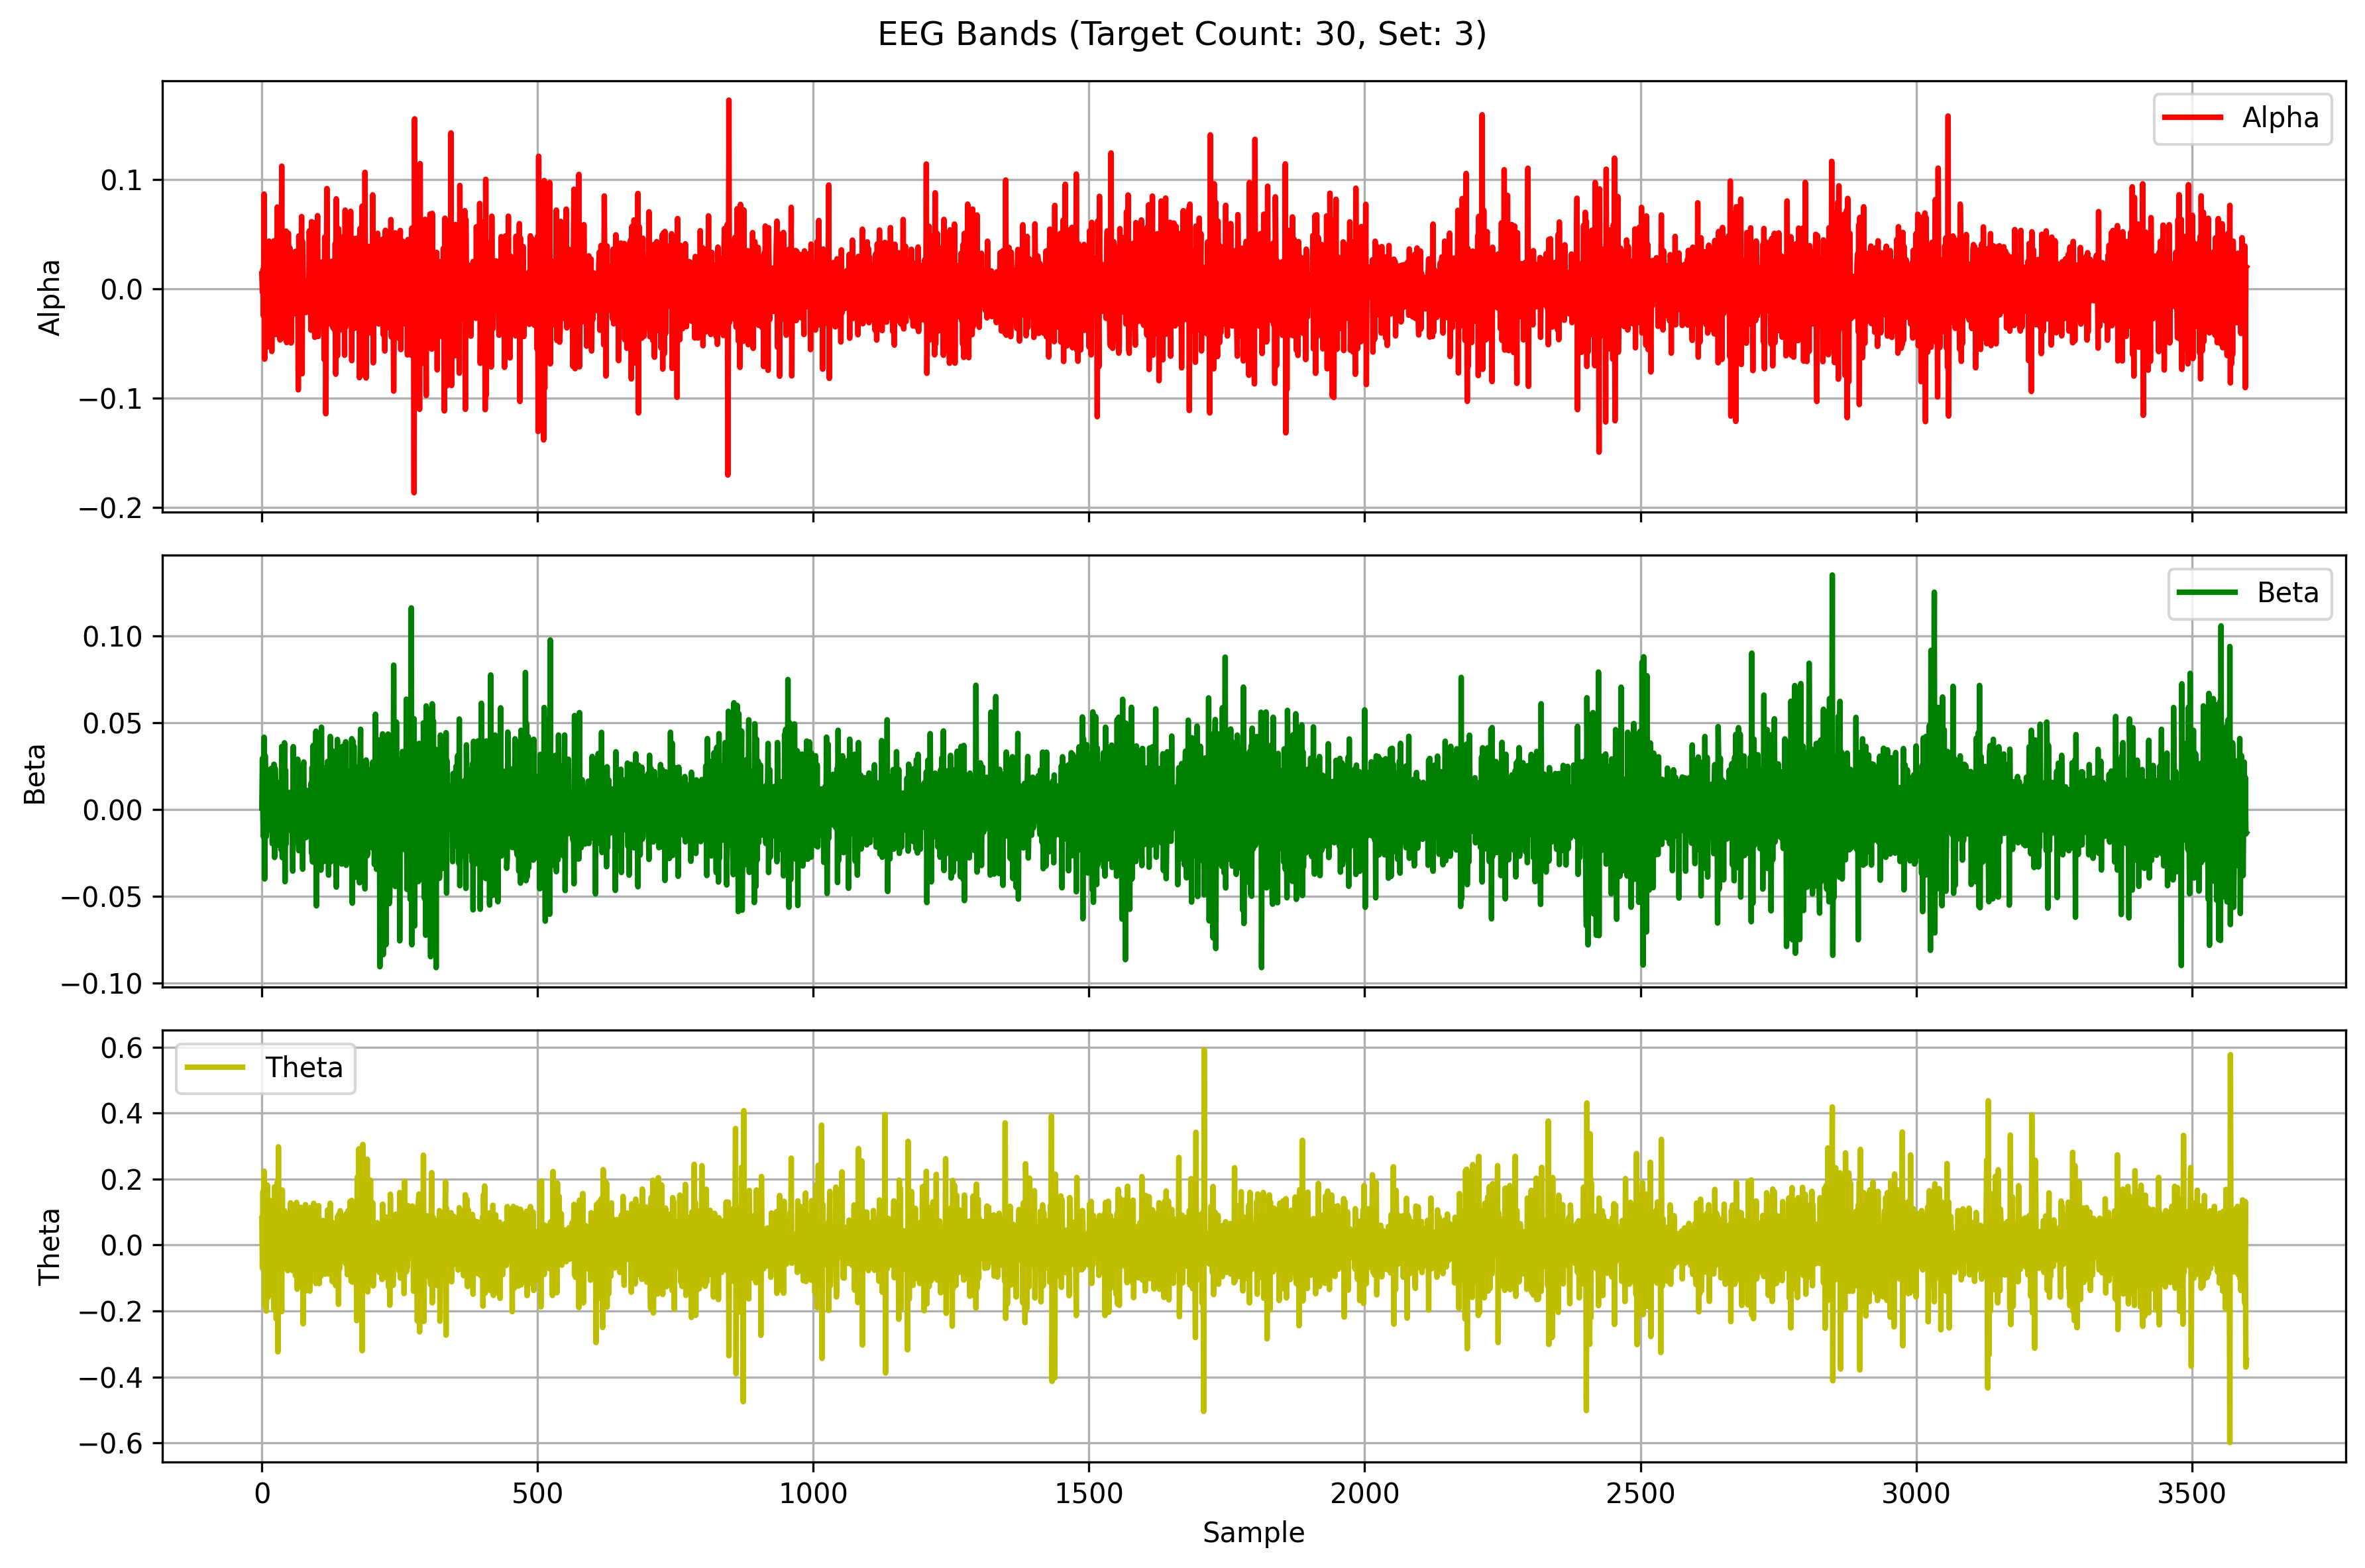 EEG Bands (Target Count: 30, Set: 3)
Alpha
0.1
0.0
−0.1
−0.2
Alpha
Beta
0.10
0.05
0.00
−0.05
−0.10
Beta
Theta
0.6
0.4
0.2
0.0
−0.2
−0.4
−0.6
Theta
0 500 1000 1500 2000 2500 3000 3500
Sample